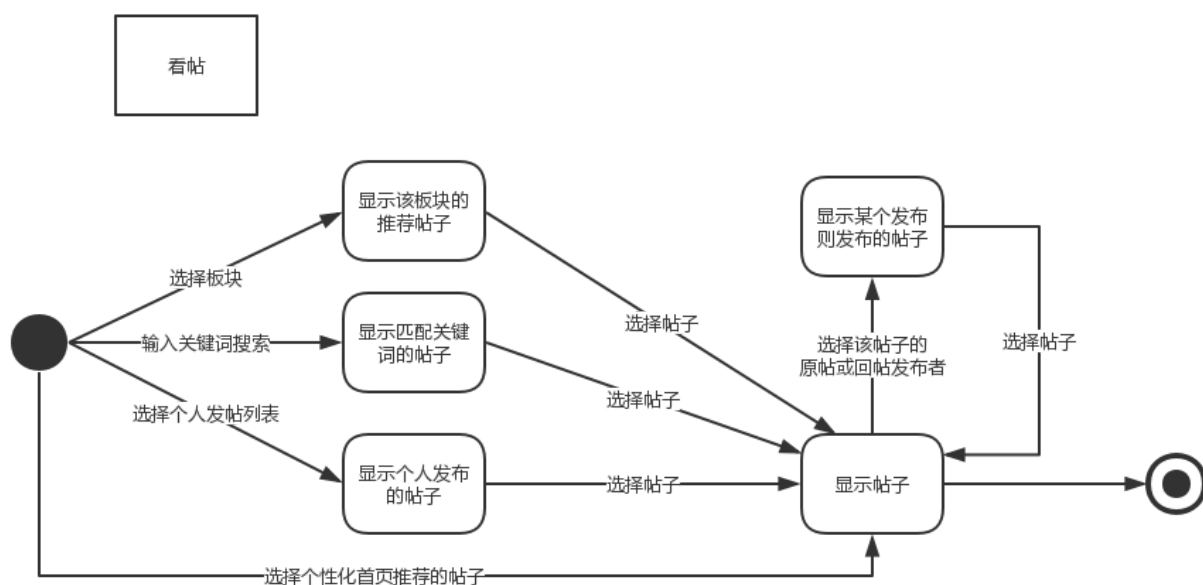 看帖
显示该板块的
推荐帖子
显示某个发布
则发布的帖子
选择板块
选择帖子
输入关键词搜索
显示匹配关键
词的帖子
选择该帖子的
原帖或回帖发布者
选择帖子
选择帖子
选择个人发帖列表
显示个人发布
的帖子
选择帖子
显示帖子
选择个性化首页推荐的帖子